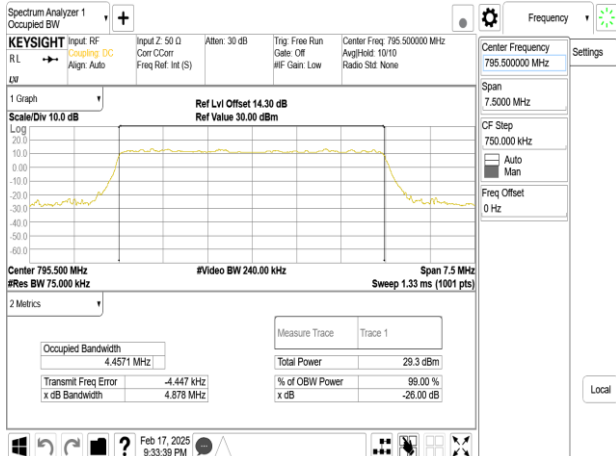 Spectrum Analyzer 1
Occupied BW
Frequency
KEYSIGHT
RL
LXI
Input: RF
Coupling: DC
Align: Auto
Input Z: 50 Ω
Corr CCorr
Freq Ref: Int (S)
Atten: 30 dB
Trig: Free Run
Gate: Off
#IF Gain: Low
Center Freq: 795.500000 MHz
Avg|Hold: 10/10
Radio Std: None
Center Frequency
795.500000 MHz
Settings
Span
7.5000 MHz
CF Step
750.000 kHz
Auto
Man
Freq Offset
0 Hz
Local
1 Graph
Scale/Div 10.0 dB
Ref Lvl Offset 14.30 dB
Ref Value 30.00 dBm
Log
20.0
10.0
0.00
-10.0
-20.0
-30.0
-40.0
-50.0
-60.0
Center 795.500 MHz
#Res BW 75.000 kHz
#Video BW 240.00 kHz
Span 7.5 MHz
Sweep 1.33 ms (1001 pts)
2 Metrics
Measure Trace Trace 1
Occupied Bandwidth
4.4571 MHz
Total Power 29.3 dBm
Transmit Freq Error -4.447 kHz
% of OBW Power 99.00 %
x dB Bandwidth 4.878 MHz
x dB -26.00 dB
?
Feb 17, 2025
9:33:39 PM